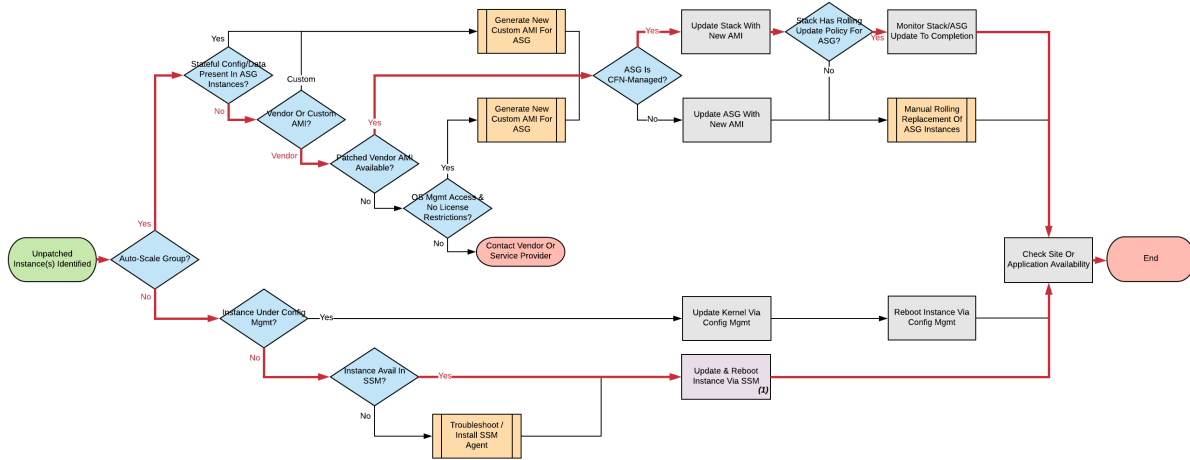 Yes
Stateful Config/Data
Present In ASG
Instances?
No
Custom
Vendor Or Custom
AMI?
Vendor
Generate New
Custom AMI For
ASG
Yes
Patched Vendor AMI
Available?
No
Yes
OS Mgmt Access &
No License
Restrictions?
No
Generate New
Custom AMI For
ASG
Contact Vendor Or
Service Provider
ASG Is
CFN-Managed?
Yes
No
Update Stack With
New AMI
Update ASG With
New AMI
Stack Has Rolling
Update Policy For
ASG?
Yes
No
Monitor Stack/ASG
Update To Completion
Manual Rolling
Replacement Of
ASG Instances
Unpatched
Instance(s) Identified
Yes
Auto-Scale Group?
No
Check Site Or
Application Availability
End
Instance Under Config
Mgmt?
Yes
No
Update Kernel Via
Config Mgmt
Reboot Instance Via
Config Mgmt
Instance Avail In
SSM?
Yes
No
Update & Reboot
Instance Via SSM
(1)
Troubleshoot /
Install SSM
Agent